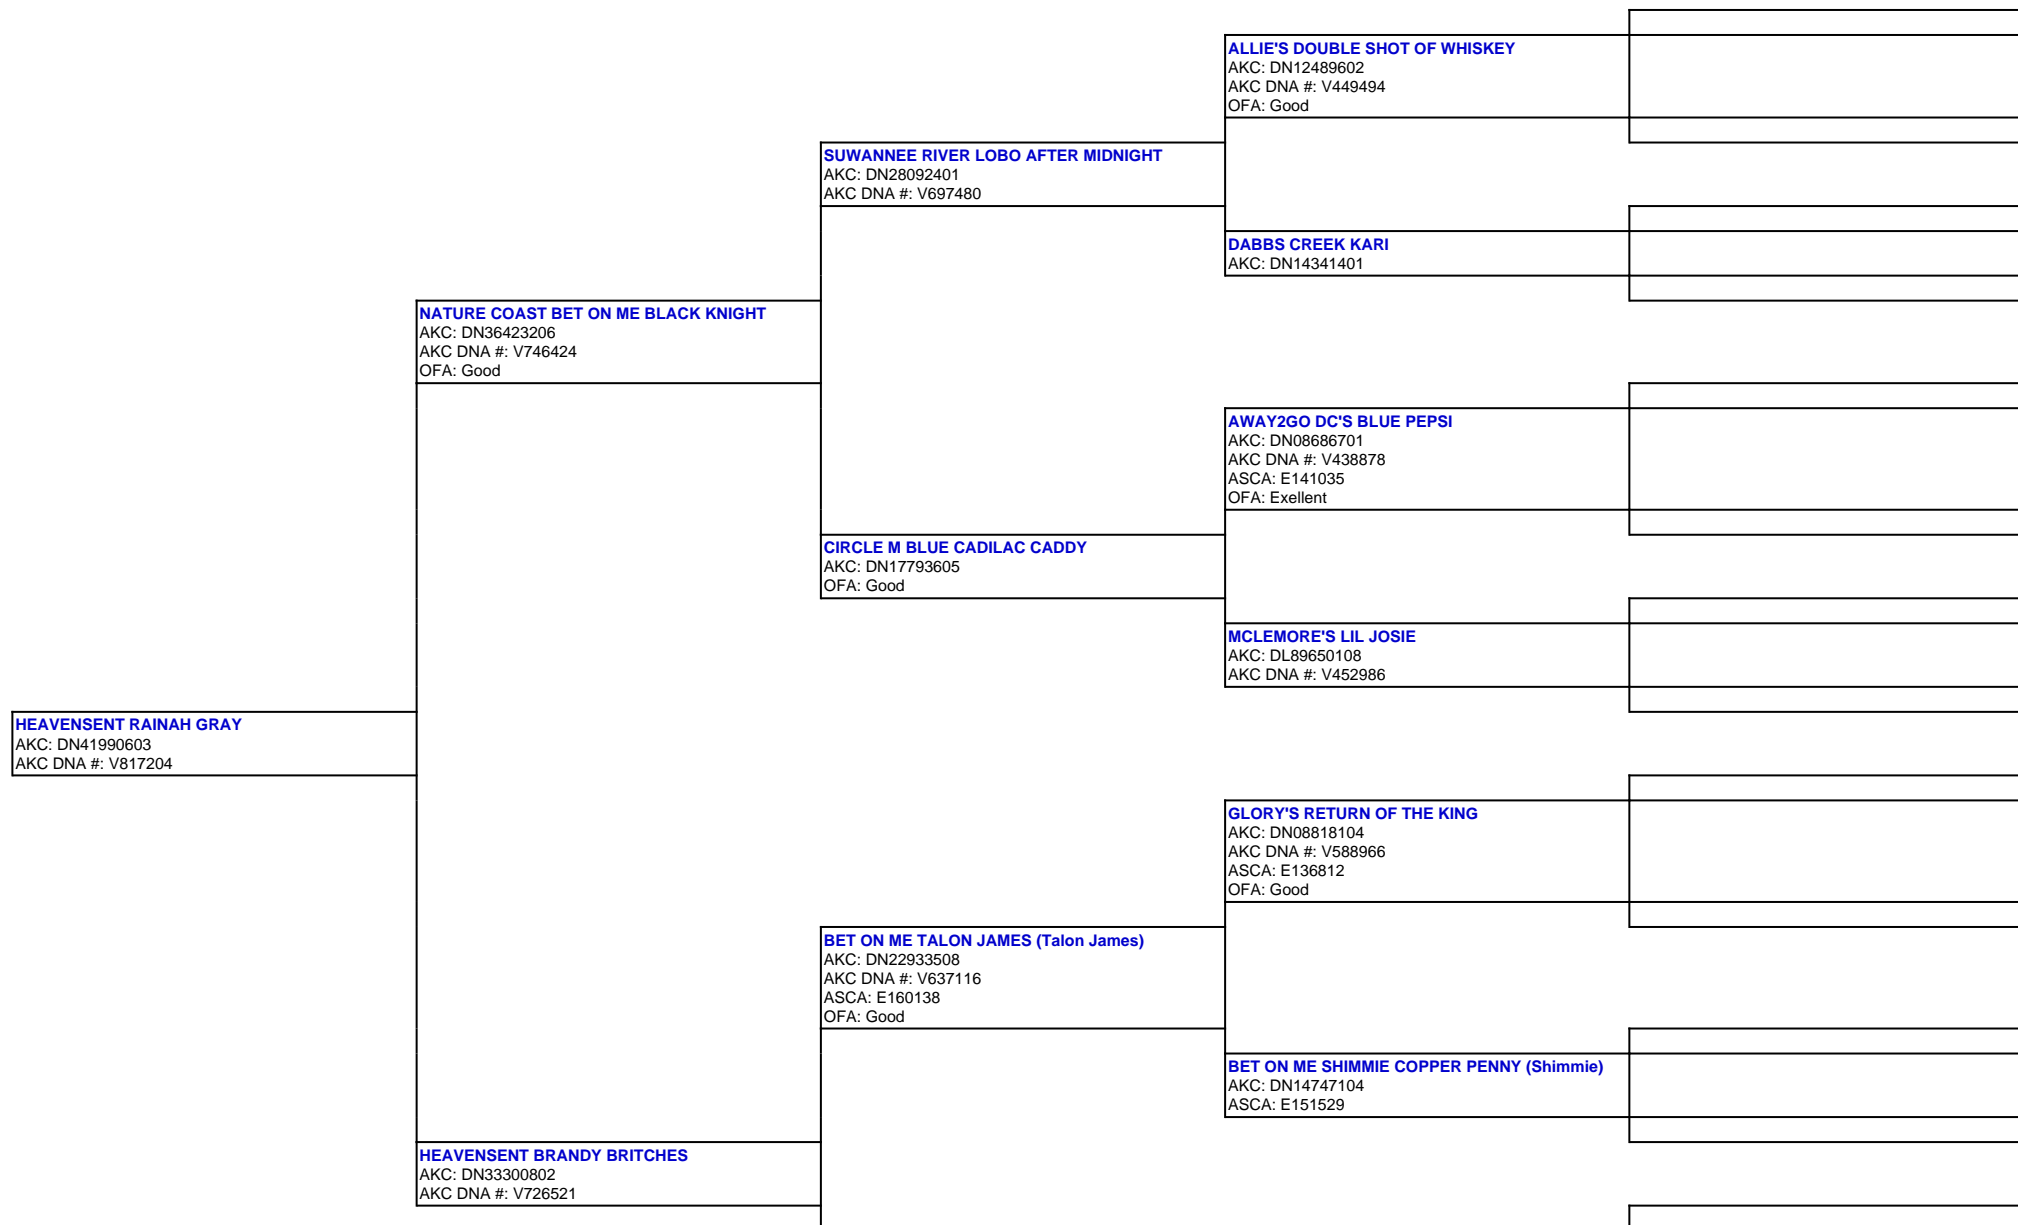 ALLIE'S DOUBLE SHOT OF WHISKEY
AKC: DN12489602
AKC DNA #: V449494
OFA: Good
SUWANNEE RIVER LOBO AFTER MIDNIGHT
AKC: DN28092401
AKC DNA #: V697480
DABBS CREEK KARI
AKC: DN14341401
NATURE COAST BET ON ME BLACK KNIGHT
AKC: DN36423206
AKC DNA #: V746424
OFA: Good
AWAY2GO DC'S BLUE PEPSI
AKC: DN08686701
AKC DNA #: V438878
ASCA: E141035
OFA: Exellent
CIRCLE M BLUE CADILAC CADDY
AKC: DN17793605
OFA: Good
MCLEMORE'S LIL JOSIE
AKC: DL89650108
AKC DNA #: V452986
HEAVENSENT RAINAH GRAY
AKC: DN41990603
AKC DNA #: V817204
GLORY'S RETURN OF THE KING
AKC: DN08818104
AKC DNA #: V588966
ASCA: E136812
OFA: Good
BET ON ME TALON JAMES (Talon James)
AKC: DN22933508
AKC DNA #: V637116
ASCA: E160138
OFA: Good
BET ON ME SHIMMIE COPPER PENNY (Shimmie)
AKC: DN14747104
ASCA: E151529
HEAVENSENT BRANDY BRITCHES
AKC: DN33300802
AKC DNA #: V726521